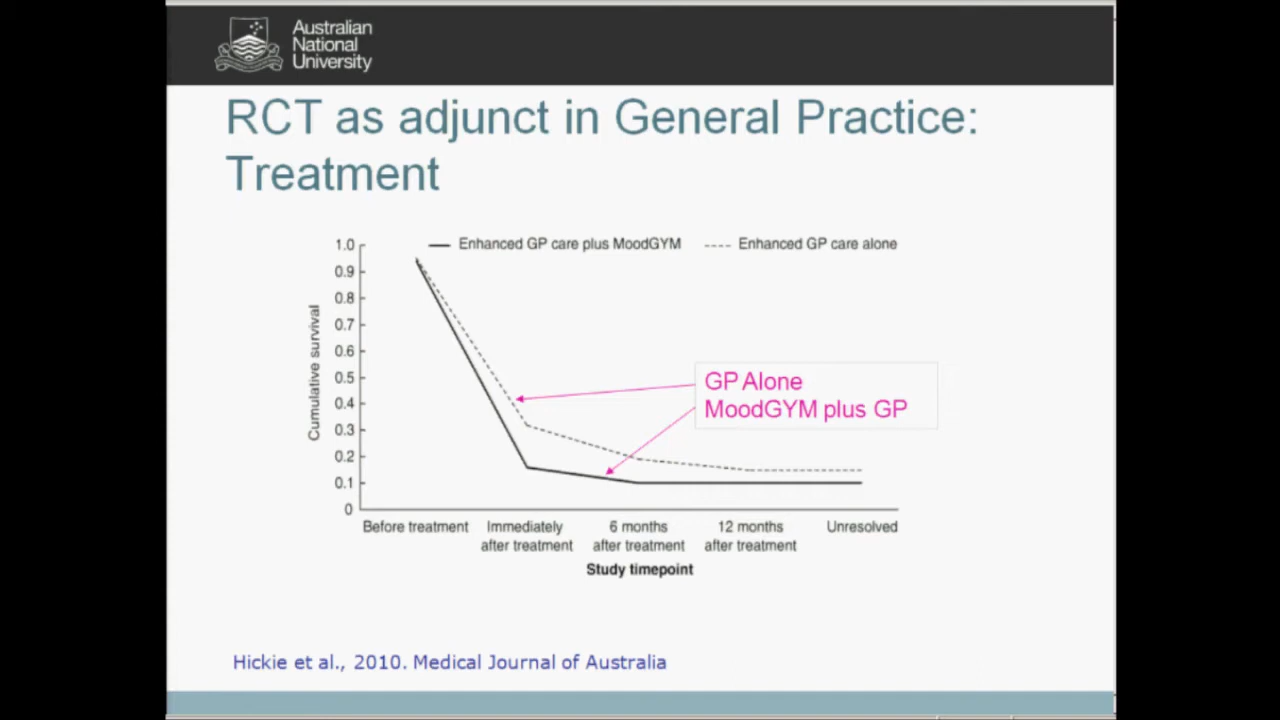 Australian
National
University
RCT as adjunct in General Practice:
Treatment
Enhanced GP care plus MoodGYM
Enhanced GP care alone
Cumulative survival
1.0
0.9
0.8
0.7
0.6
0.5
0.4
0.3
0.2
0.1
0
GP Alone
MoodGYM plus GP
Before treatment
Immediately
after treatment
6 months
after treatment
12 months
after treatment
Unresolved
Study timepoint
Hickie et al., 2010. Medical Journal of Australia